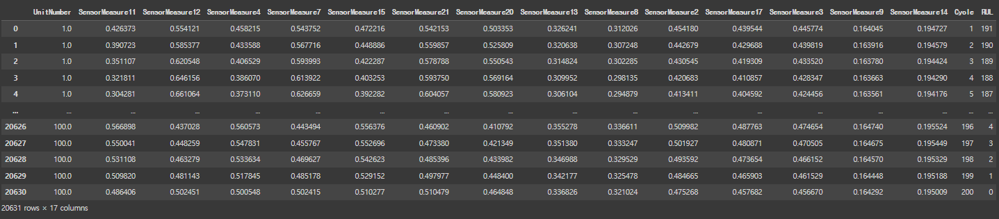 UnitNumber SensorMeasure11 SensorMeasure12 SensorMeasure4 SensorMeasure7 SensorMeasure15 SensorMeasure21 SensorMeasure20 SensorMeasure13 SensorMeasure8 SensorMeasure2 SensorMeasure17 SensorMeasure3 SensorMeasure9 SensorMeasure14 Cycle RUL
0 1.0 0.426373 0.554121 0.458215 0.543752 0.472216 0.542153 0.503353 0.326241 0.312026 0.454180 0.439544 0.445774 0.164045 0.194727 1 191
1 1.0 0.390723 0.585377 0.433588 0.567716 0.448886 0.559857 0.525809 0.320638 0.307248 0.442679 0.429688 0.439819 0.163916 0.194579 2 190
2 1.0 0.351107 0.620548 0.406529 0.593993 0.422287 0.578788 0.550543 0.314824 0.302285 0.430545 0.419309 0.433520 0.163780 0.194424 3 189
3 1.0 0.321811 0.646156 0.386070 0.613922 0.403253 0.593750 0.569164 0.309952 0.298135 0.420683 0.410857 0.428347 0.163663 0.194290 4 188
4 1.0 0.304281 0.661064 0.373110 0.626659 0.392282 0.604057 0.580923 0.306104 0.294879 0.413411 0.404592 0.424456 0.163561 0.194176 5 187
... ... ... ... ... ... ... ... ... ... ... ... ... ... ... ... ... ...
20626 100.0 0.566898 0.437028 0.560573 0.443494 0.556376 0.460902 0.410792 0.355278 0.336611 0.509982 0.487763 0.474654 0.164740 0.195524 196 4
20627 100.0 0.550041 0.448259 0.547831 0.455767 0.552696 0.473380 0.421349 0.351380 0.333247 0.501927 0.480871 0.470505 0.164675 0.195449 197 3
20628 100.0 0.531108 0.463279 0.533634 0.469627 0.542623 0.485396 0.433982 0.346988 0.329529 0.493592 0.473654 0.466152 0.164570 0.195329 198 2
20629 100.0 0.509820 0.481143 0.517845 0.485178 0.529152 0.497977 0.448400 0.342177 0.325478 0.484665 0.465903 0.461529 0.164448 0.195188 199 1
20630 100.0 0.486406 0.502451 0.500548 0.502415 0.510277 0.510479 0.464848 0.336826 0.321024 0.475268 0.457682 0.456670 0.164292 0.195009 200 0
20631 rows × 17 columns